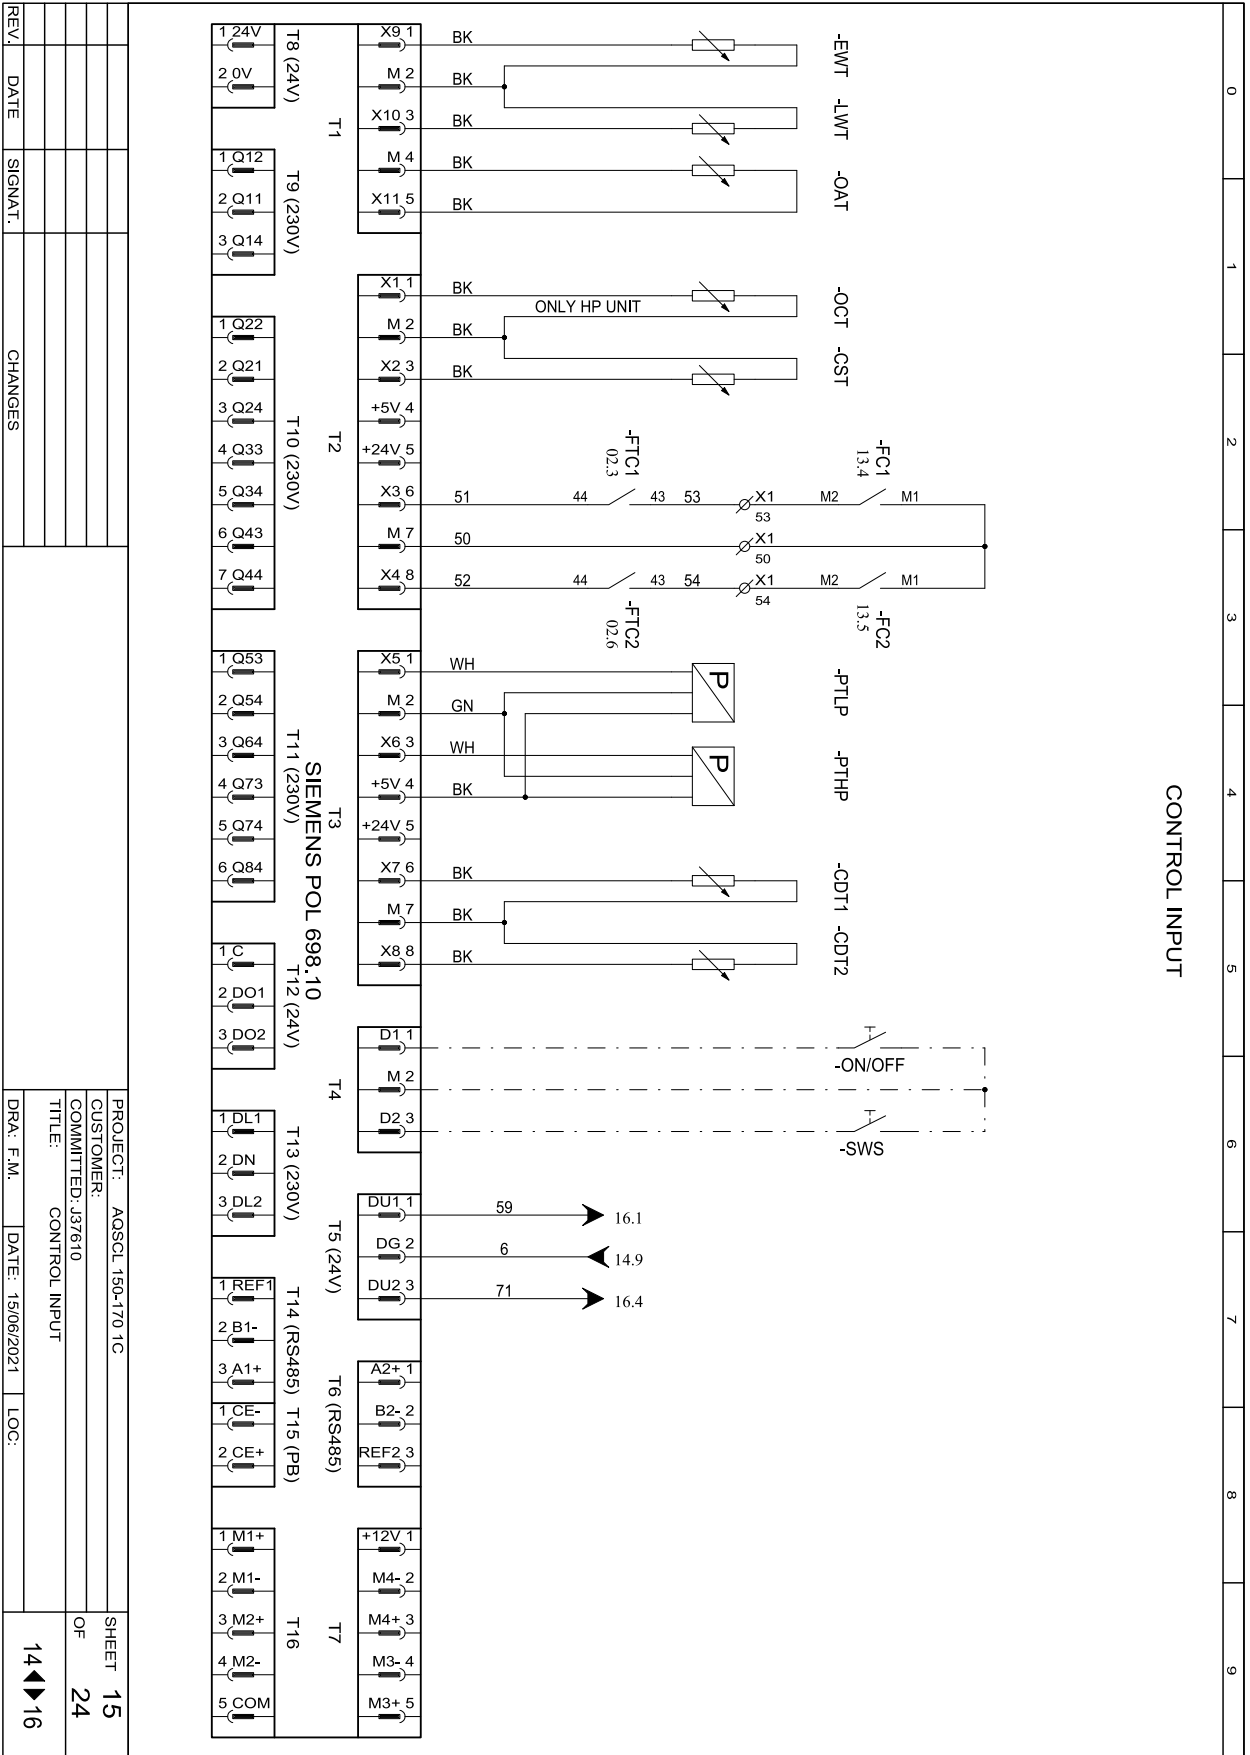 0 1 2 3 4 5 6 7 8 9
CONTROL INPUT
-EWT -LWT -OAT -OCT -CST -FC1 -FC2 -PTLP -PTHP -CDT1 -CDT2
13.4 13.5
M1 M1
M2 M2
-ON/OFF
-SWS
X1 X1 X1
53 50 54
P P
53 54
43 43
-FTC1 -FTC2
02.3 02.6
44 44
ONLY HP UNIT
16.1
14.9
16.4
BK BK BK BK BK
BK BK BK
51 50 52
WH GN WH BK
BK BK BK
59 6 71
X9 1
M 2
X10 3
M 4
X11 5
T1
X1 1
M 2
X2 3
+5V 4
+24V 5
X3 6
M 7
X4 8
T2
X5 1
M 2
X6 3
+5V 4
+24V 5
X7 6
M 7
X8 8
T3
D1 1
M 2
D2 3
T4
DU1 1
DG 2
DU2 3
T5 (24V)
A2+ 1
B2- 2
REF2 3
T6 (RS485)
+12V 1
M4- 2
M4+ 3
M3- 4
M3+ 5
T7
SIEMENS POL 698.10
T8 (24V)
1 24V
2 0V
T9 (230V)
1 Q12
2 Q11
3 Q14
T10 (230V)
1 Q22
2 Q21
3 Q24
4 Q33
5 Q34
6 Q43
7 Q44
T11 (230V)
1 Q53
2 Q54
3 Q64
4 Q73
5 Q74
6 Q84
T12 (24V)
1 C
2 DO1
3 DO2
T13 (230V)
1 DL1
2 DN
3 DL2
T14 (RS485)
1 REF1
2 B1-
3 A1+
T15 (PB)
1 CE-
2 CE+
T16
1 M1+
2 M1-
3 M2+
4 M2-
5 COM
REV. DATE SIGNAT. CHANGES
PROJECT: AQSCL 150-170 1C
CUSTOMER:
COMMITTED: J37610
TITLE: CONTROL INPUT
DRA: F.M. DATE: 15/06/2021 LOC:
SHEET 15
OF 24
14 16